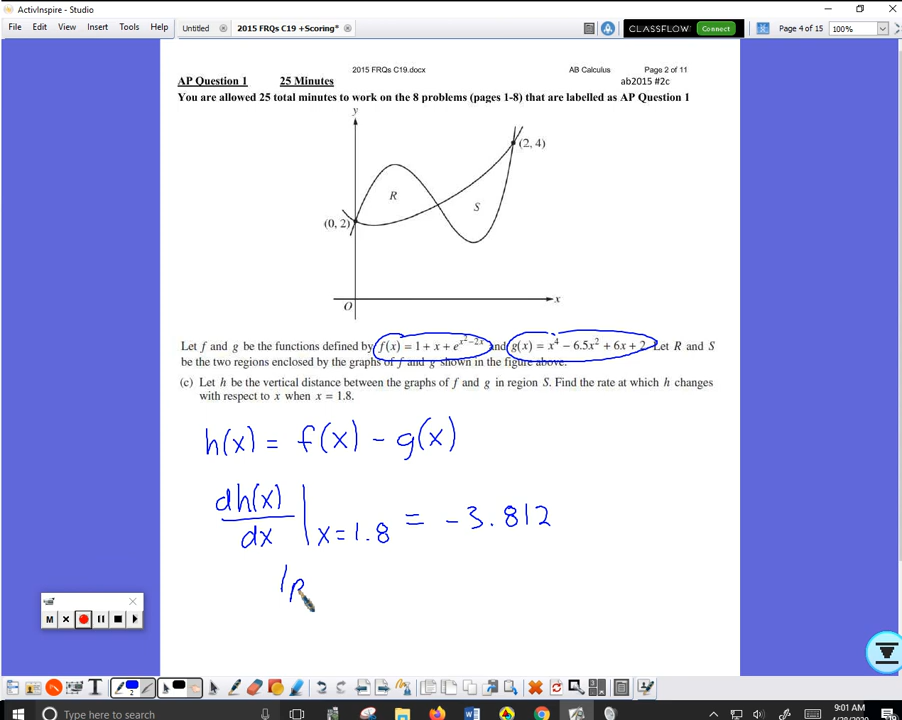 ActivInspire - Studio
File Edit View Insert Tools Help Untitled 2015 FRQs C19 +Scoring* CLASSFLOW Connect Page 4 of 15 100%
2015 FRQs C19.docx AB Calculus Page 2 of 11
AP Question 1 25 Minutes ab2015 #2c
You are allowed 25 total minutes to work on the 8 problems (pages 1-8) that are labelled as AP Question 1
y
(2, 4)
R
S
(0, 2)
O
x
Let f and g be the functions defined by f(x) = 1 + x + e^{x^2−2x} and g(x) = x^4 − 6.5x^2 + 6x + 2. Let R and S
be the two regions enclosed by the graphs of f and g shown in the figure above.
(c) Let h be the vertical distance between the graphs of f and g in region S. Find the rate at which h changes
with respect to x when x = 1.8.
h(x) = f(x) - g(x)
dh(x)/dx | x=1.8 = -3.812
M
2
Type here to search
9:01 AM